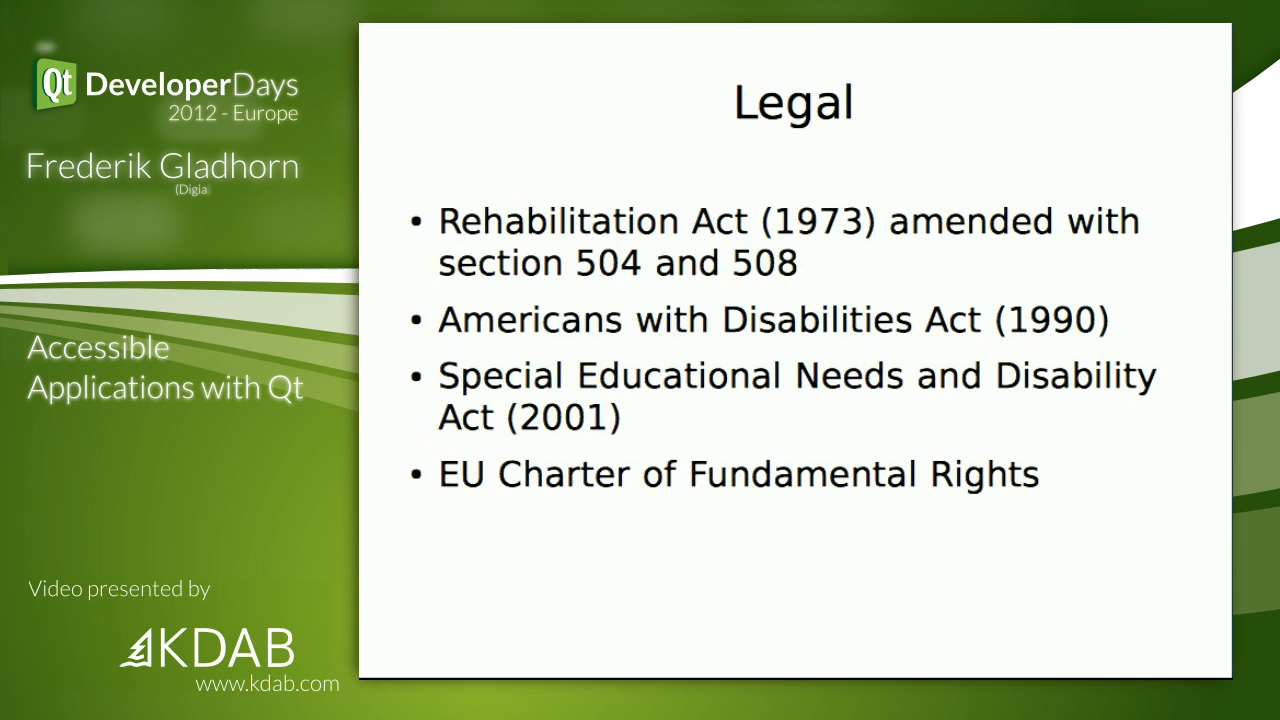 Qt DeveloperDays
2012 - Europe
Frederik Gladhorn
(Digia)
Accessible
Applications with Qt
Video presented by
KDAB
www.kdab.com
Legal
• Rehabilitation Act (1973) amended with
section 504 and 508
• Americans with Disabilities Act (1990)
• Special Educational Needs and Disability
Act (2001)
• EU Charter of Fundamental Rights